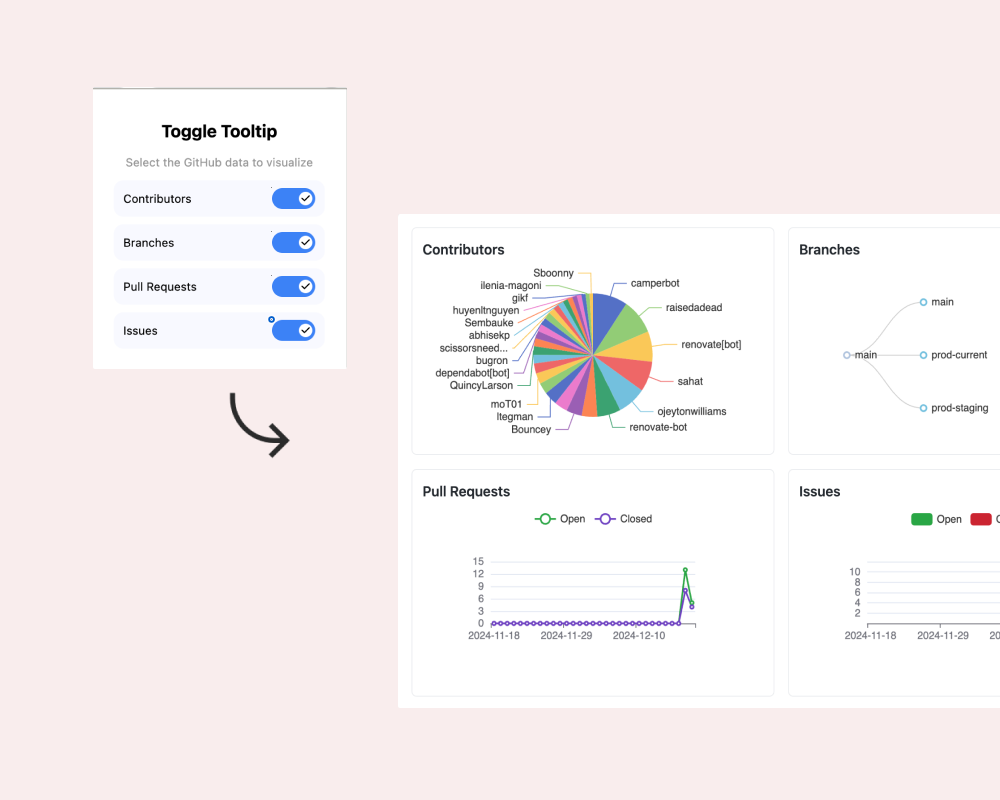 Toggle Tooltip
Select the GitHub data to visualize
Contributors
Branches
Pull Requests
Issues
Contributors
Sboonny
ilenia-magoni
gikf
huyenltnguyen
Sembauke
abhisekp
scissorsneed...
bugron
dependabot[bot]
QuincyLarson
moT01
ltegman
Bouncey
camperbot
raisedadead
renovate[bot]
sahat
ojeytonwilliams
renovate-bot
Branches
main
main
prod-current
prod-staging
Pull Requests
Open Closed
15
12
9
6
3
0
2024-11-18 2024-11-29 2024-12-10
Issues
Open C
10
8
6
4
2
2024-11-18 2024-11-29 20